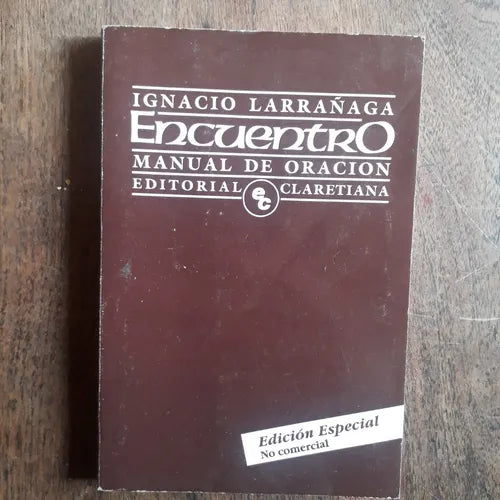 IGNACIO LARRAÑAGA
ENCUENTRO
MANUAL DE ORACION
EDITORIAL ec CLARETIANA
Edición Especial
No comercial